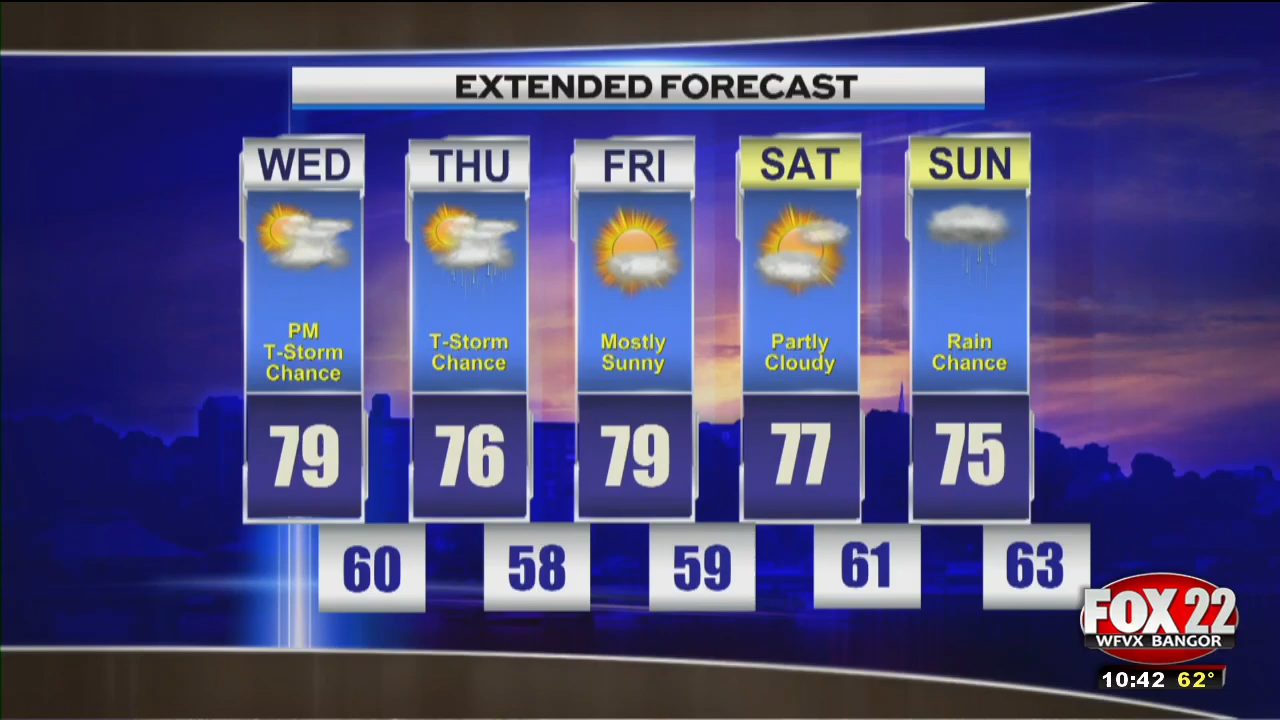 EXTENDED FORECAST
WED
THU
FRI
SAT
SUN
PM
T-Storm
Chance
T-Storm
Chance
Mostly
Sunny
Partly
Cloudy
Rain
Chance
79
76
79
77
75
60
58
59
61
63
FOX 22
WFVX BANGOR
10:42 62°